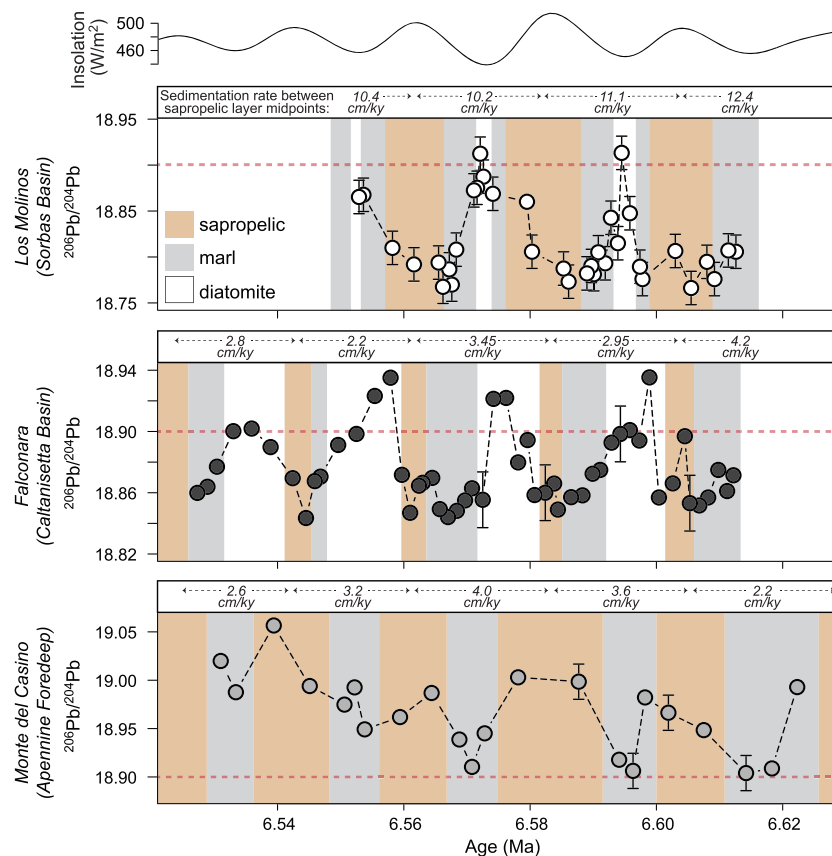 Insolation
(W/m²)
500
460
Sedimentation rate between
sapropelic layer midpoints:
10.4
cm/ky
10.2
cm/ky
11.1
cm/ky
12.4
cm/ky
Los Molinos
(Sorbas Basin)
²⁰⁶Pb/²⁰⁴Pb
18.95
18.85
18.75
sapropelic
marl
diatomite
2.8
cm/ky
2.2
cm/ky
3.45
cm/ky
2.95
cm/ky
4.2
cm/ky
Falconara
(Caltanisetta Basin)
²⁰⁶Pb/²⁰⁴Pb
18.94
18.90
18.86
18.82
2.6
cm/ky
3.2
cm/ky
4.0
cm/ky
3.6
cm/ky
2.2
cm/ky
Monte del Casino
(Apennine Foredeep)
²⁰⁶Pb/²⁰⁴Pb
19.05
19.00
18.95
18.90
6.54
6.56
6.58
6.60
6.62
Age (Ma)